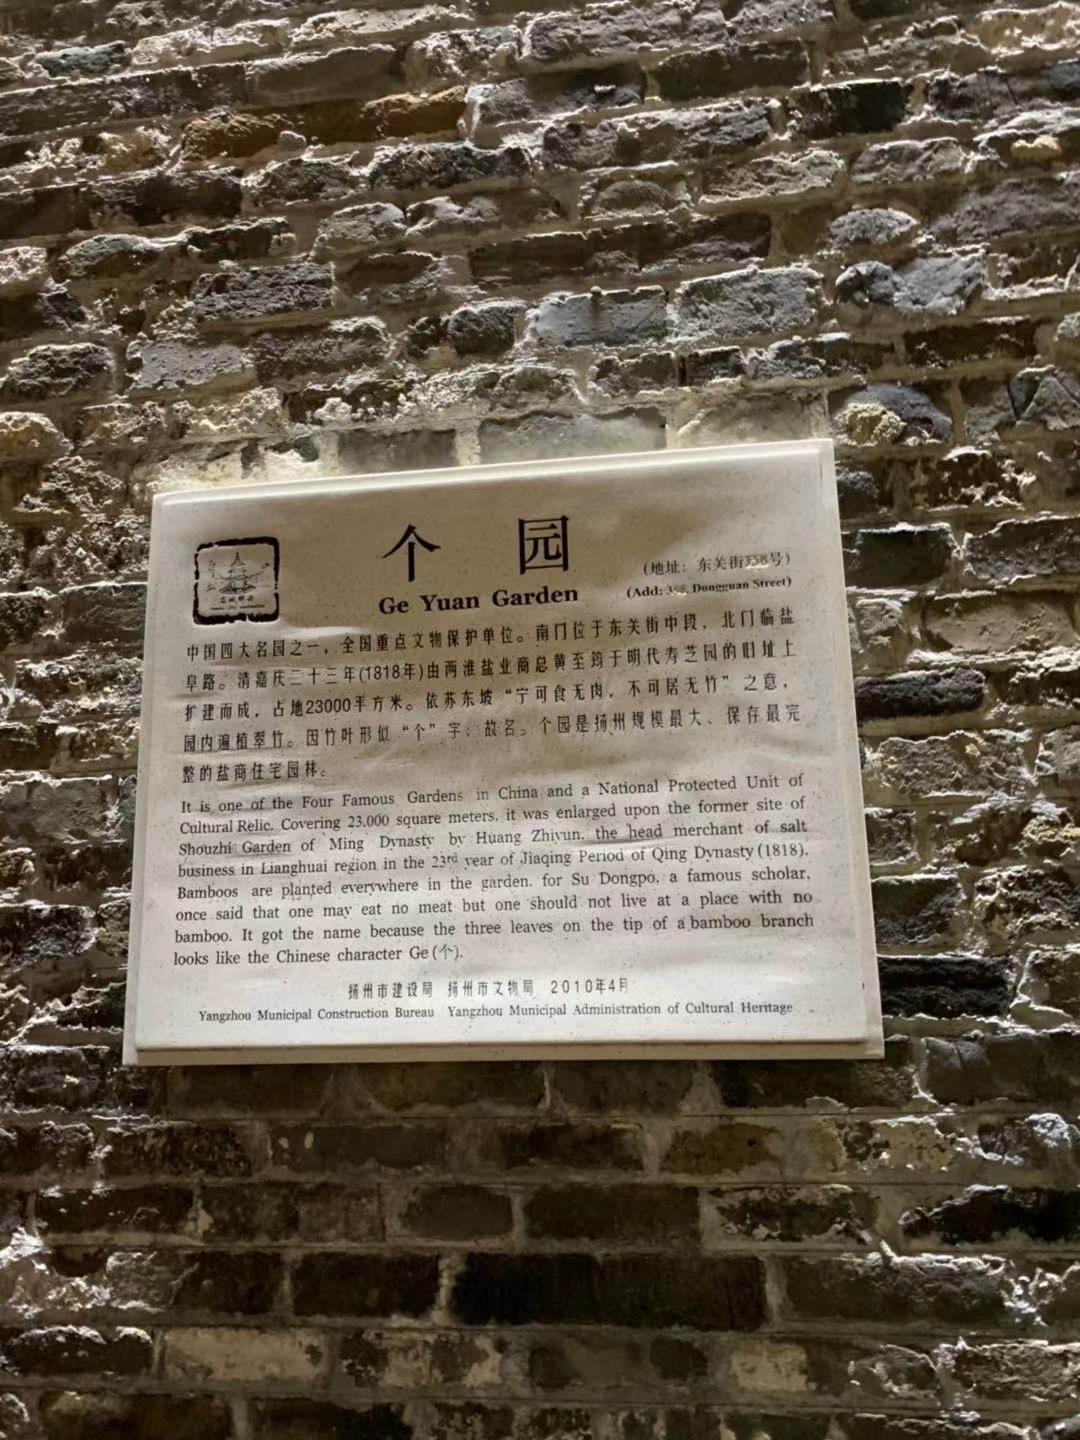 个 园
(地址：东关街 号)
Ge Yuan Garden
(Add: Dongguan Street)
中国四大名园之一，全国重点文物保护单位。南门位于东关街中段，北门临盐
阜路。清嘉庆二十三年(1818年)由两淮盐业商总黄至筠于明代寿芝园的旧址上
扩建而成，占地23000平方米。依苏东坡“宁可食无肉，不可居无竹”之意，
园内遍植翠竹。因竹叶形似“个”字，故名。个园是扬州规模最大、保存最完
整的盐商住宅园林。
It is one of the Four Famous Gardens in China and a National Protected Unit of
Cultural Relic. Covering 23,000 square meters, it was enlarged upon the former site of
Shouzhi Garden of Ming Dynasty by Huang Zhiyun, the head merchant of salt
business in Lianghuai region in the 23rd year of Jiaqing Period of Qing Dynasty (1818).
Bamboos are planted everywhere in the garden, for Su Dongpo, a famous scholar,
once said that one may eat no meat but one should not live at a place with no
bamboo. It got the name because the three leaves on the tip of a bamboo branch
looks like the Chinese character Ge (个).
扬州市建设局 扬州市文物局 2010年4月
Yangzhou Municipal Construction Bureau Yangzhou Municipal Administration of Cultural Heritage